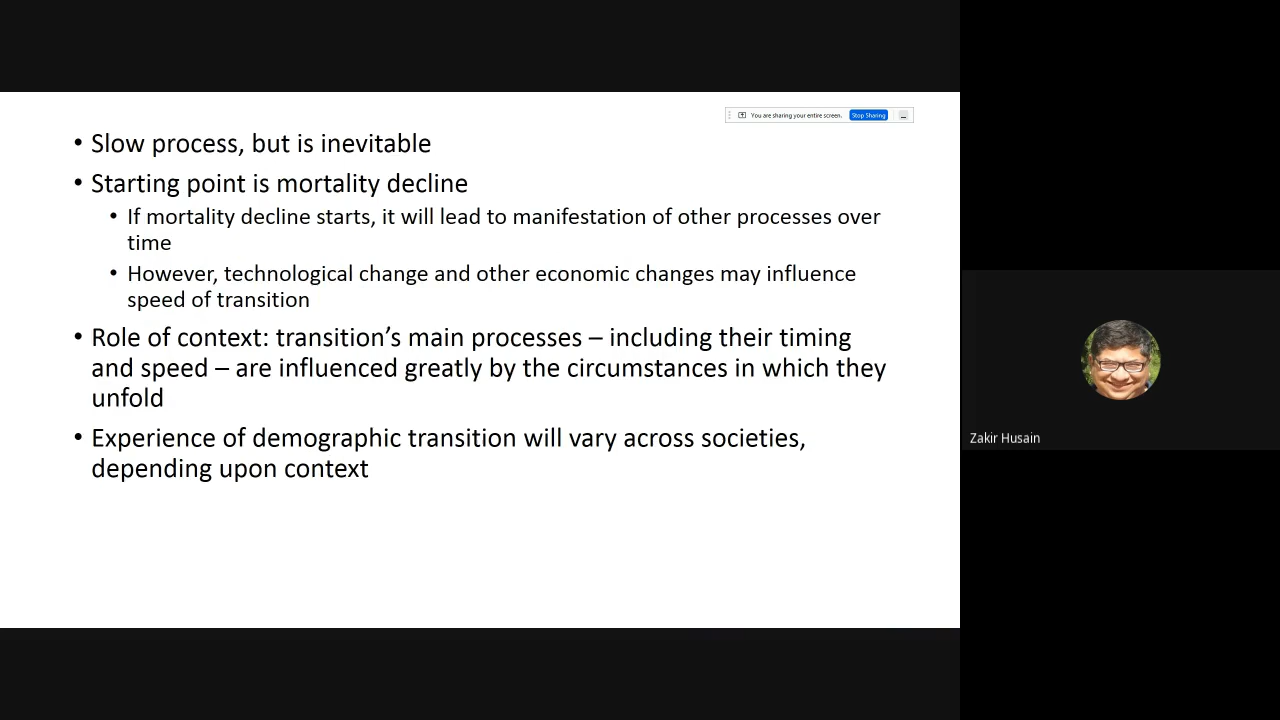 You are sharing your entire screen. Stop Sharing
• Slow process, but is inevitable
• Starting point is mortality decline
• If mortality decline starts, it will lead to manifestation of other processes over
time
• However, technological change and other economic changes may influence
speed of transition
• Role of context: transition’s main processes – including their timing
and speed – are influenced greatly by the circumstances in which they
unfold
• Experience of demographic transition will vary across societies,
depending upon context
Zakir Husain